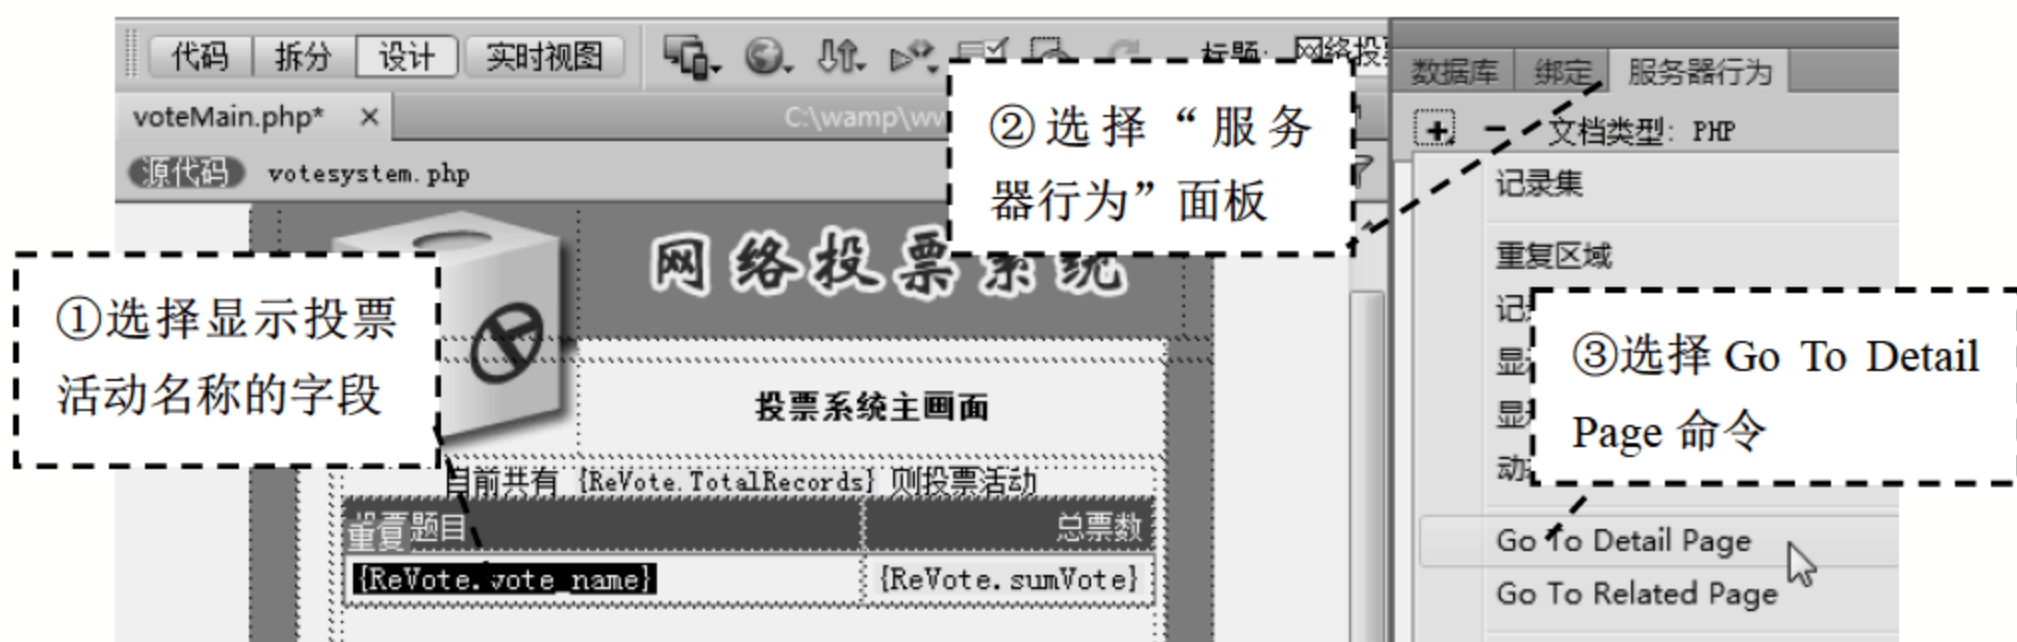 代码 拆分 设计 实时视图
标题: 网络投
voteMain.php* ×
C:\wamp\w
源代码 votesystem.php
②选择“服务
器行为”面板
数据库 绑定 服务器行为
+ − 文档类型: PHP
记录集
重复区域
记
显
显
动
①选择显示投票
活动名称的字段
网络投票系统
③选择 Go To Detail
Page 命令
投票系统主画面
目前共有 {ReVote.TotalRecords} 则投票活动
重复
题目
总票数
{ReVote.vote_name}
{ReVote.sumVote}
Go To Detail Page
Go To Related Page